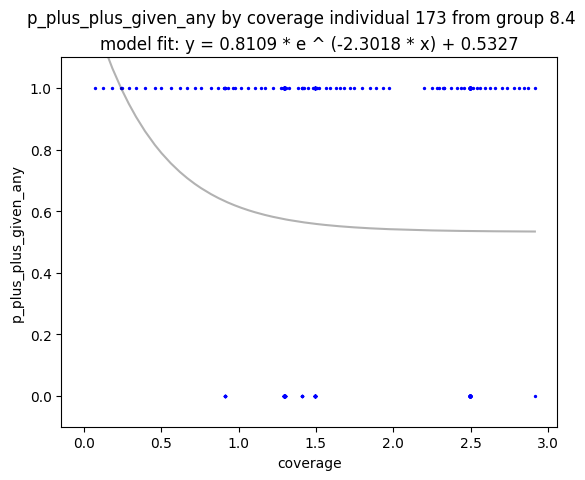 p_plus_plus_given_any by coverage individual 173 from group 8.4
model fit: y = 0.8109 * e ^ (-2.3018 * x) + 0.5327
1.0
0.8
0.6
0.4
0.2
0.0
p_plus_plus_given_any
0.0 0.5 1.0 1.5 2.0 2.5 3.0
coverage